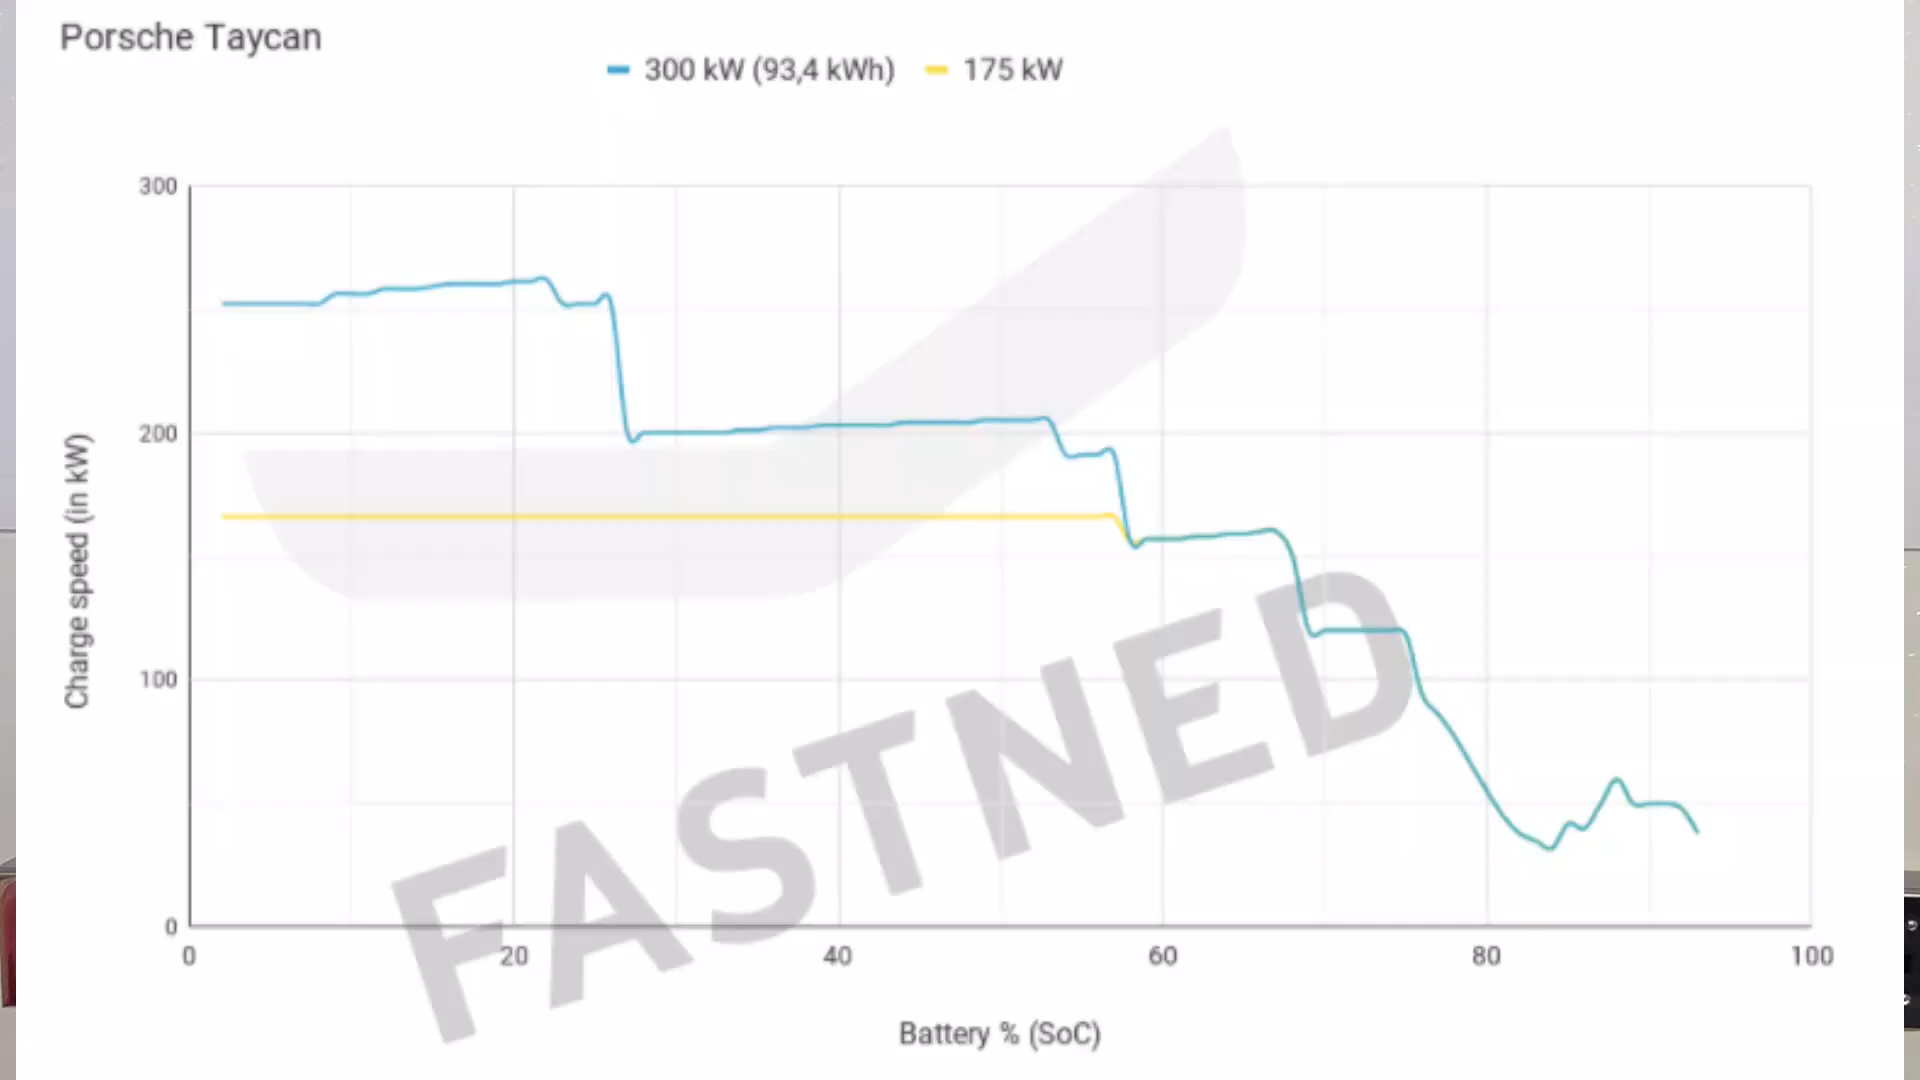 Porsche Taycan
300 kW (93,4 kWh)
175 kW
Charge speed (in kW)
300
200
100
0
0
20
40
60
80
100
Battery % (SoC)
FASTNED